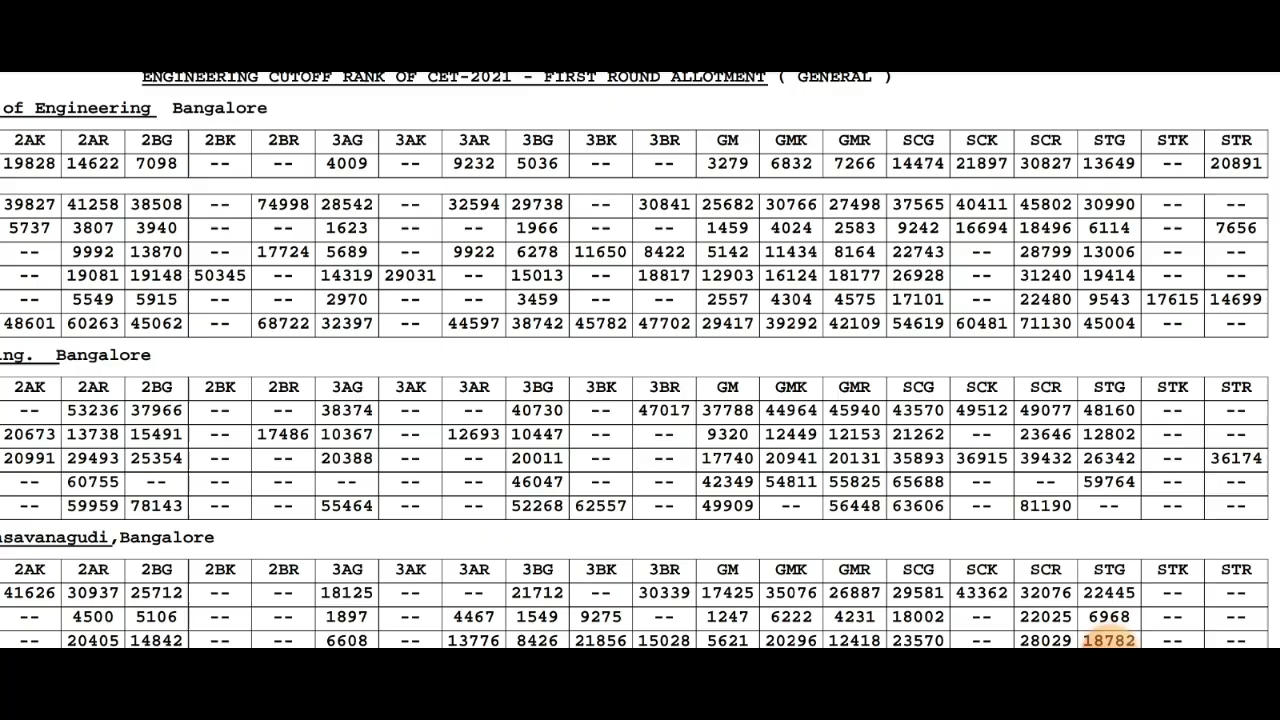 ENGINEERING CUTOFF RANK OF CET-2021 - FIRST ROUND ALLOTMENT ( GENERAL )
of Engineering Bangalore
2AK 2AR 2BG 2BK 2BR 3AG 3AK 3AR 3BG 3BK 3BR GM GMK GMR SCG SCK SCR STG STK STR
19828 14622 7098 -- -- 4009 -- 9232 5036 -- -- 3279 6832 7266 14474 21897 30827 13649 -- 20891
39827 41258 38508 -- 74998 28542 -- 32594 29738 -- 30841 25682 30766 27498 37565 40411 45802 30990 -- --
5737 3807 3940 -- -- 1623 -- -- 1966 -- -- 1459 4024 2583 9242 16694 18496 6114 -- 7656
-- 9992 13870 -- 17724 5689 -- 9922 6278 11650 8422 5142 11434 8164 22743 -- 28799 13006 -- --
-- 19081 19148 50345 -- 14319 29031 -- 15013 -- 18817 12903 16124 18177 26928 -- 31240 19414 -- --
-- 5549 5915 -- -- 2970 -- -- 3459 -- -- 2557 4304 4575 17101 -- 22480 9543 17615 14699
48601 60263 45062 -- 68722 32397 -- 44597 38742 45782 47702 29417 39292 42109 54619 60481 71130 45004 -- --
ng. Bangalore
2AK 2AR 2BG 2BK 2BR 3AG 3AK 3AR 3BG 3BK 3BR GM GMK GMR SCG SCK SCR STG STK STR
-- 53236 37966 -- -- 38374 -- -- 40730 -- 47017 37788 44964 45940 43570 49512 49077 48160 -- --
20673 13738 15491 -- 17486 10367 -- 12693 10447 -- -- 9320 12449 12153 21262 -- 23646 12802 -- --
20991 29493 25354 -- -- 20388 -- -- 20011 -- -- 17740 20941 20131 35893 36915 39432 26342 -- 36174
-- 60755 -- -- -- -- -- -- 46047 -- -- 42349 54811 55825 65688 -- -- 59764 -- --
-- 59959 78143 -- -- 55464 -- -- 52268 62557 -- 49909 -- 56448 63606 -- 81190 -- -- --
asavanagudi,Bangalore
2AK 2AR 2BG 2BK 2BR 3AG 3AK 3AR 3BG 3BK 3BR GM GMK GMR SCG SCK SCR STG STK STR
41626 30937 25712 -- -- 18125 -- -- 21712 -- 30339 17425 35076 26887 29581 43362 32076 22445 -- --
-- 4500 5106 -- -- 1897 -- 4467 1549 9275 -- 1247 6222 4231 18002 -- 22025 6968 -- --
-- 20405 14842 -- -- 6608 -- 13776 8426 21856 15028 5621 20296 12418 23570 -- 28029 18782 -- --